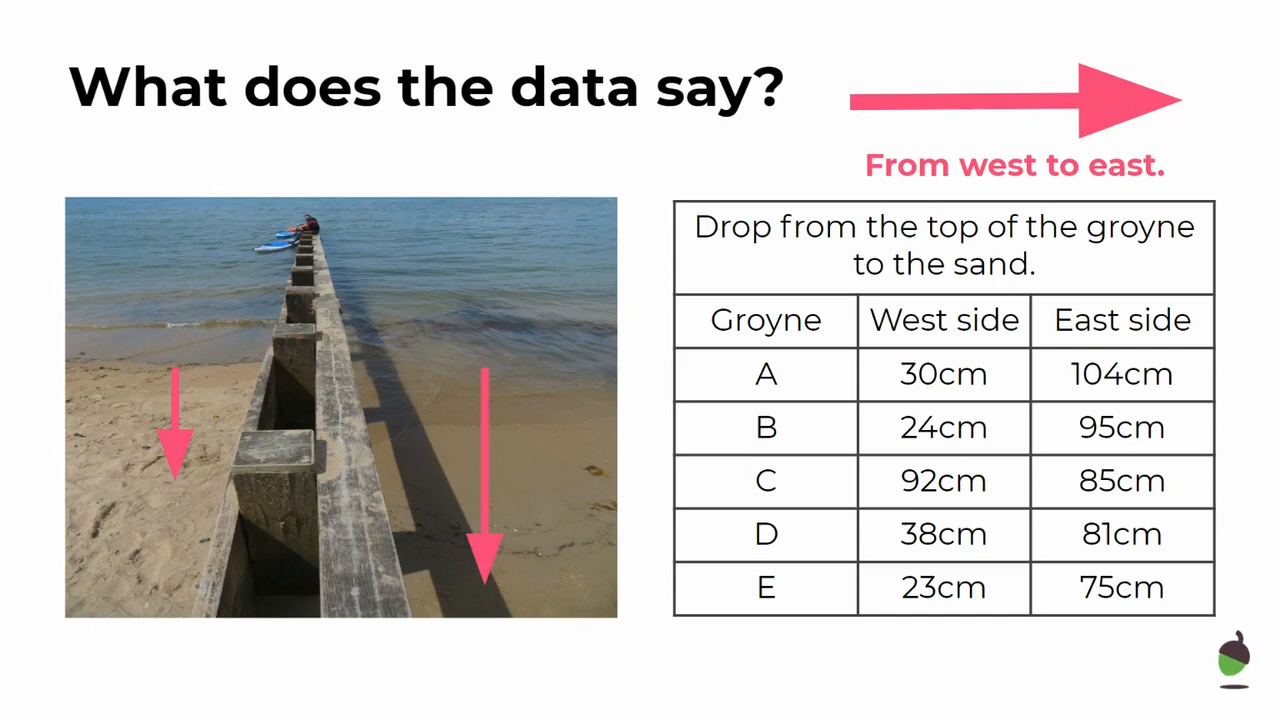 What does the data say?
From west to east.
Drop from the top of the groyne
to the sand.
Groyne West side East side
A 30cm 104cm
B 24cm 95cm
C 92cm 85cm
D 38cm 81cm
E 23cm 75cm